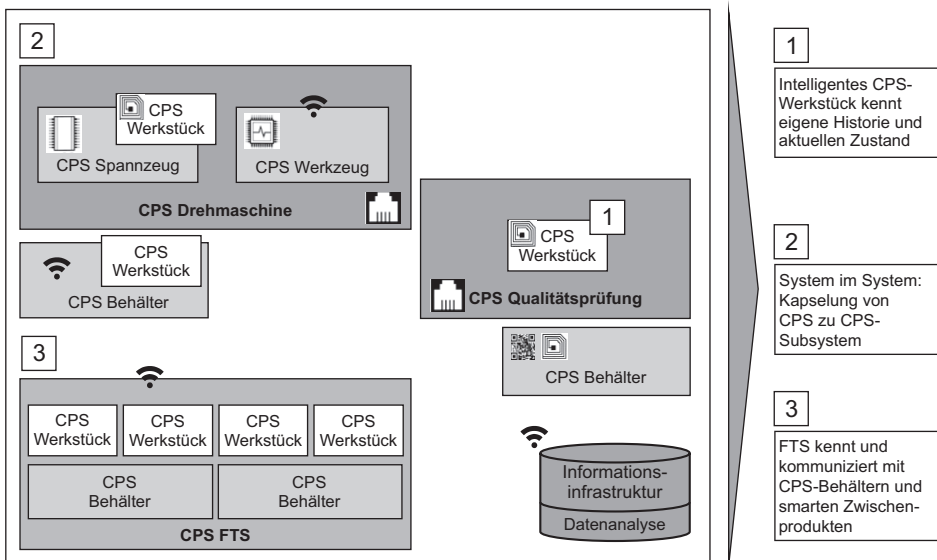 2
CPS
Werkstück
CPS Spannzeug
CPS Werkzeug
CPS Drehmaschine
CPS
Werkstück
CPS Behälter
1
CPS
Werkstück
CPS Qualitätsprüfung
CPS Behälter
3
CPS
Werkstück
CPS
Werkstück
CPS
Werkstück
CPS
Werkstück
CPS
Behälter
CPS
Behälter
CPS FTS
Informations-
infrastruktur
Datenanalyse
1
Intelligentes CPS-
Werkstück kennt
eigene Historie und
aktuellen Zustand
2
System im System:
Kapselung von
CPS zu CPS-
Subsystem
3
FTS kennt und
kommuniziert mit
CPS-Behältern und
smarten Zwischen-
produkten